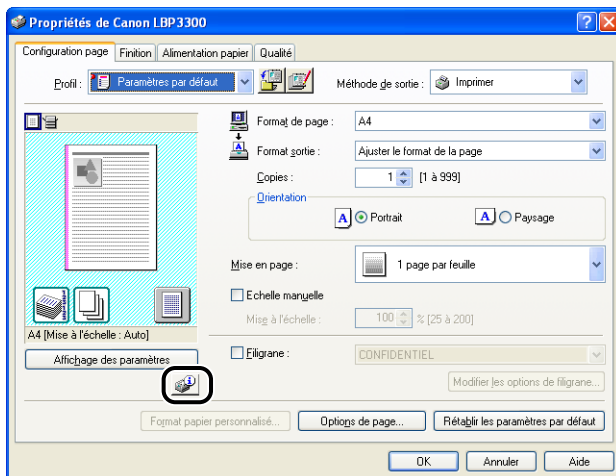 Propriétés de Canon LBP3300
Configuration page Finition Alimentation papier Qualité
Profil : Paramètres par défaut Méthode de sortie : Imprimer
Format de page : A4
Format sortie : Ajuster le format de la page
Copies : 1 [1 à 999]
Orientation
A Portrait A Paysage
Mise en page : 1 page par feuille
Echelle manuelle
Mise à l'échelle : 100 % [25 à 200]
A4 [Mise à l'échelle : Auto]
Affichage des paramètres
Filigrane : CONFIDENTIEL
Modifier les options de filigrane...
Format papier personnalisé... Options de page... Rétablir les paramètres par défaut
OK Annuler Aide